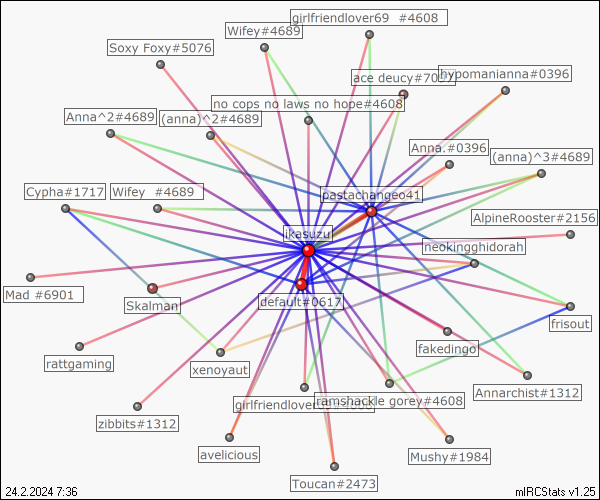 girlfriendlover69 #4608
Wifey#4689
Soxy Foxy#5076
ace deucy#70
hypomanianna#0396
no cops no laws no hope#4608
Anna^2#4689
(anna)^2#4689
Anna.#0396
(anna)^3#4689
Cypha#1717
Wifey #4689
pastachangeo41
AlpineRooster#2156
ikasuzu
neokingghidorah
Mad #6901
Skalman
default#0617
frisout
fakedingo
rattgaming
xenoyaut
Annarchist#1312
ramshackle gorey#4608
zibbits#1312
avelicious
Mushy#1984
Toucan#2473
24.2.2024 7:36
mIRCStats v1.25